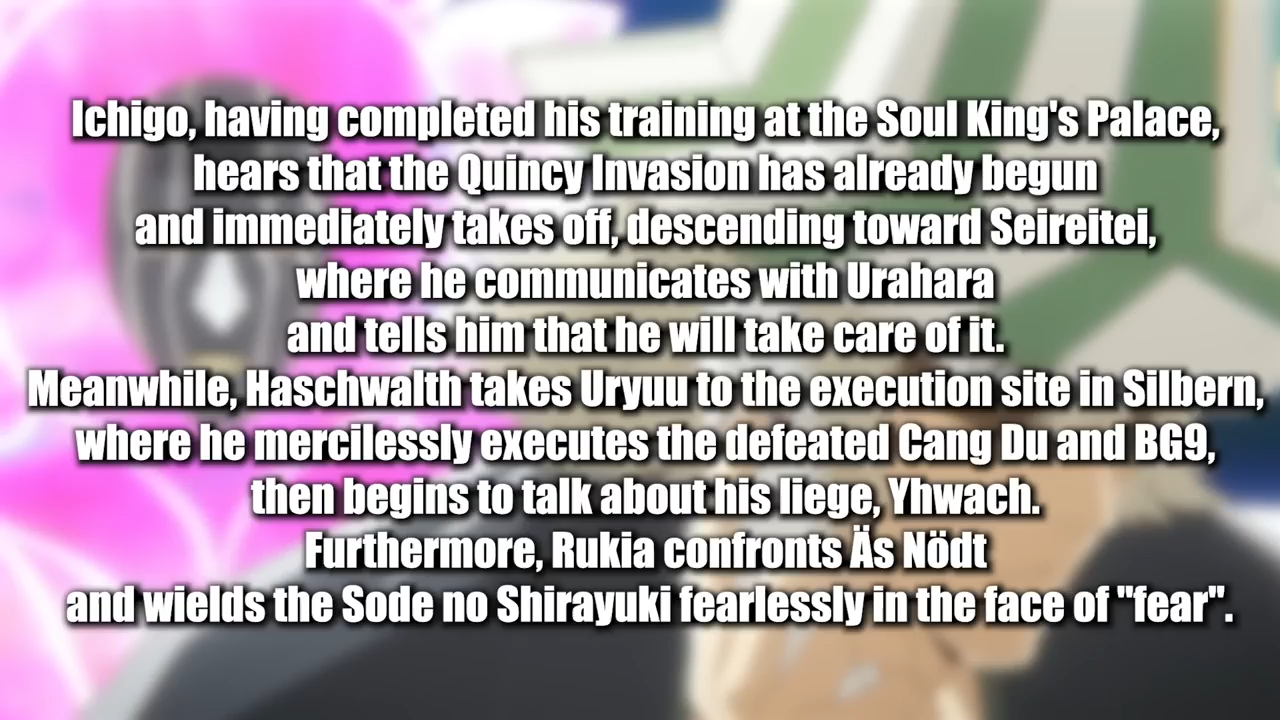 Ichigo, having completed his training at the Soul King's Palace,
hears that the Quincy Invasion has already begun
and immediately takes off, descending toward Seireitei,
where he communicates with Urahara
and tells him that he will take care of it.
Meanwhile, Haschwalth takes Uryuu to the execution site in Silbern,
where he mercilessly executes the defeated Cang Du and BG9,
then begins to talk about his liege, Yhwach.
Furthermore, Rukia confronts Äs Nödt
and wields the Sode no Shirayuki fearlessly in the face of "fear".